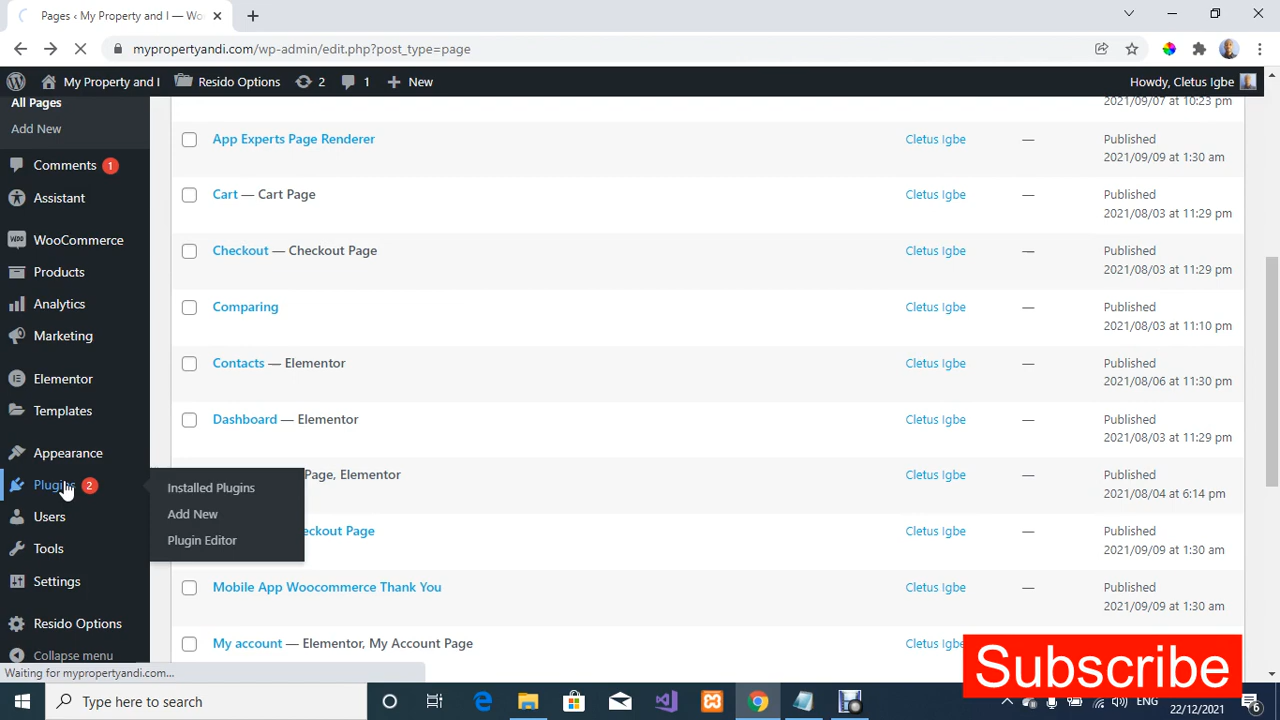 Pages ‹ My Property and I — Wo
mypropertyandi.com/wp-admin/edit.php?post_type=page
My Property and I
Resido Options
2
1
New
Howdy, Cletus Igbe
All Pages
Add New
Comments 1
Assistant
WooCommerce
Products
Analytics
Marketing
Elementor
Templates
Appearance
Plugins 2
Users
Tools
Settings
Resido Options
Collapse menu
Installed Plugins
Add New
Plugin Editor
2021/09/07 at 10:23 pm
App Experts Page Renderer Cletus Igbe — Published
2021/09/09 at 1:30 am
Cart — Cart Page Cletus Igbe — Published
2021/08/03 at 11:29 pm
Checkout — Checkout Page Cletus Igbe — Published
2021/08/03 at 11:29 pm
Comparing Cletus Igbe — Published
2021/08/03 at 11:10 pm
Contacts — Elementor Cletus Igbe — Published
2021/08/06 at 11:30 pm
Dashboard — Elementor Cletus Igbe — Published
2021/08/06 at 11:29 pm
Page, Elementor Cletus Igbe — Published
2021/08/04 at 6:14 pm
eckout Page Cletus Igbe — Published
2021/09/09 at 1:30 am
Mobile App Woocommerce Thank You Cletus Igbe — Published
2021/09/09 at 1:30 am
My account — Elementor, My Account Page Cletus Igbe
Subscribe
Waiting for mypropertyandi.com...
Type here to search
ENG
22/12/2021
6